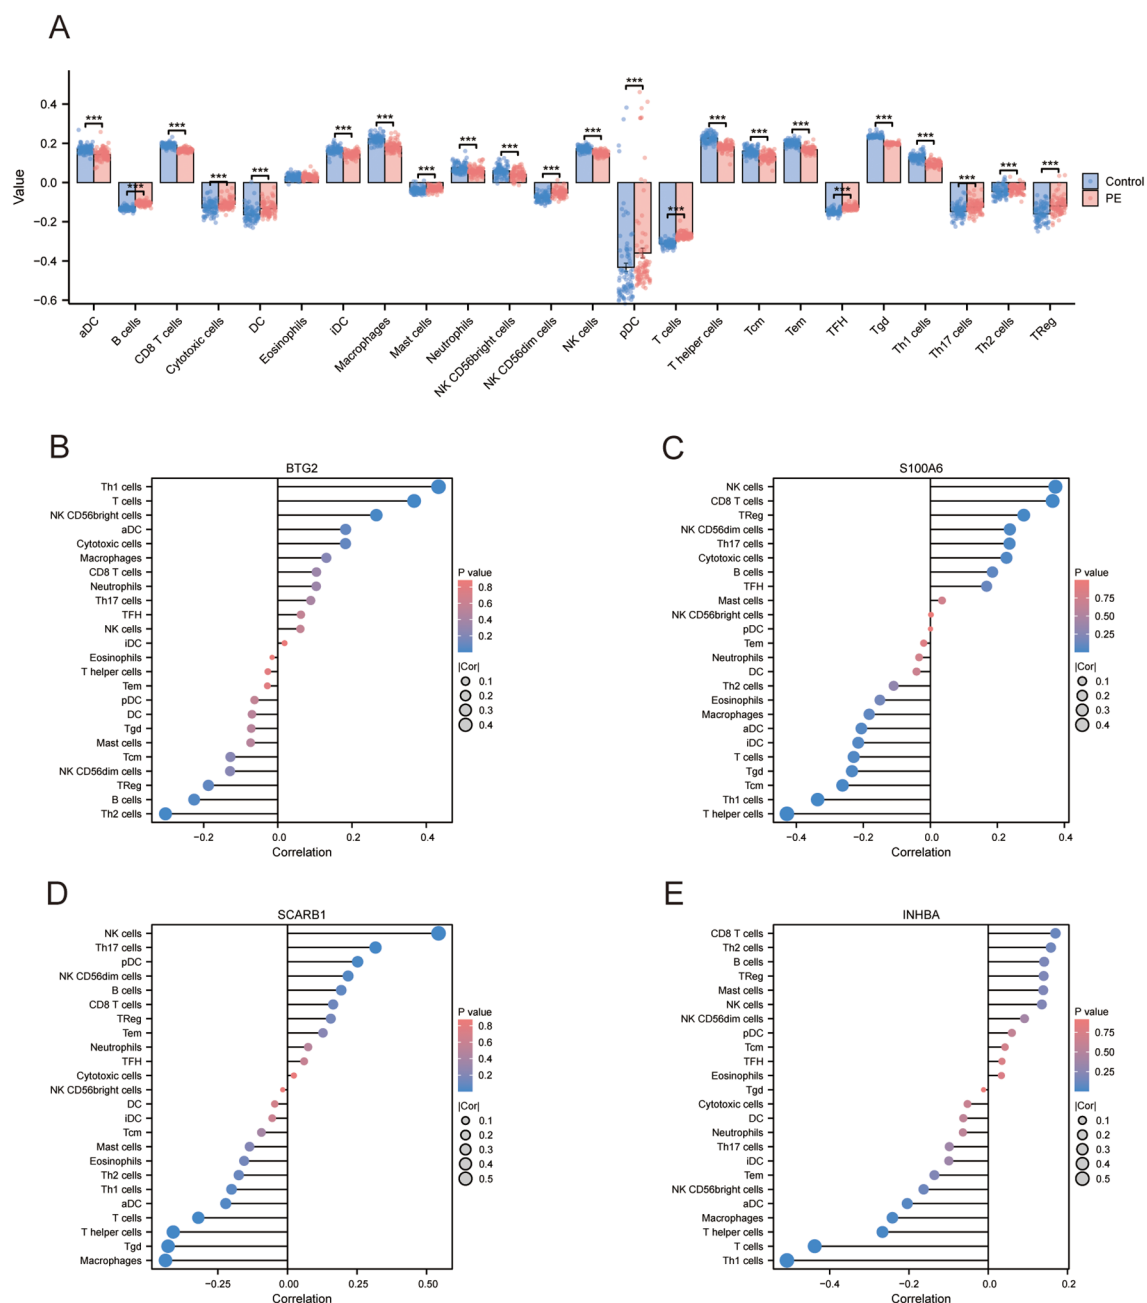 A
*** *** *** *** *** *** *** *** *** *** *** *** *** *** *** *** *** *** *** *** *** *** ***
Value
0.4
0.2
0.0
−0.2
−0.4
−0.6
Control
PE
aDC
B cells
CD8 T cells
Cytotoxic cells
DC
Eosinophils
iDC
Macrophages
Mast cells
Neutrophils
NK CD56bright cells
NK CD56dim cells
NK cells
pDC
T cells
T helper cells
Tcm
Tem
TFH
Tgd
Th1 cells
Th17 cells
Th2 cells
TReg
B
BTG2
Th1 cells
T cells
NK CD56bright cells
aDC
Cytotoxic cells
Macrophages
CD8 T cells
Neutrophils
Th17 cells
TFH
NK cells
iDC
Eosinophils
T helper cells
Tem
pDC
DC
Tgd
Mast cells
Tcm
NK CD56dim cells
TReg
B cells
Th2 cells
−0.2 0.0 0.2 0.4
Correlation
P value
0.8
0.6
0.4
0.2
|Cor|
0.1
0.2
0.3
0.4
C
S100A6
NK cells
CD8 T cells
TReg
NK CD56dim cells
Th17 cells
Cytotoxic cells
B cells
TFH
Mast cells
NK CD56bright cells
pDC
Tem
Neutrophils
DC
Th2 cells
Eosinophils
Macrophages
aDC
iDC
T cells
Tgd
Tcm
Th1 cells
T helper cells
−0.4 −0.2 0.0 0.2 0.4
Correlation
P value
0.75
0.50
0.25
|Cor|
0.1
0.2
0.3
0.4
D
SCARB1
NK cells
Th17 cells
pDC
NK CD56dim cells
B cells
CD8 T cells
TReg
Tem
Neutrophils
TFH
Cytotoxic cells
NK CD56bright cells
DC
iDC
Tcm
Mast cells
Eosinophils
Th2 cells
Th1 cells
aDC
T cells
T helper cells
Tgd
Macrophages
−0.25 0.00 0.25 0.50
Correlation
P value
0.8
0.6
0.4
0.2
|Cor|
0.1
0.2
0.3
0.4
0.5
E
INHBA
CD8 T cells
Th2 cells
B cells
TReg
Mast cells
NK cells
NK CD56dim cells
pDC
Tcm
TFH
Eosinophils
Tgd
Cytotoxic cells
DC
Neutrophils
Th17 cells
iDC
Tem
NK CD56bright cells
aDC
Macrophages
T helper cells
T cells
Th1 cells
−0.4 −0.2 0.0 0.2
Correlation
P value
0.75
0.50
0.25
|Cor|
0.1
0.2
0.3
0.4
0.5